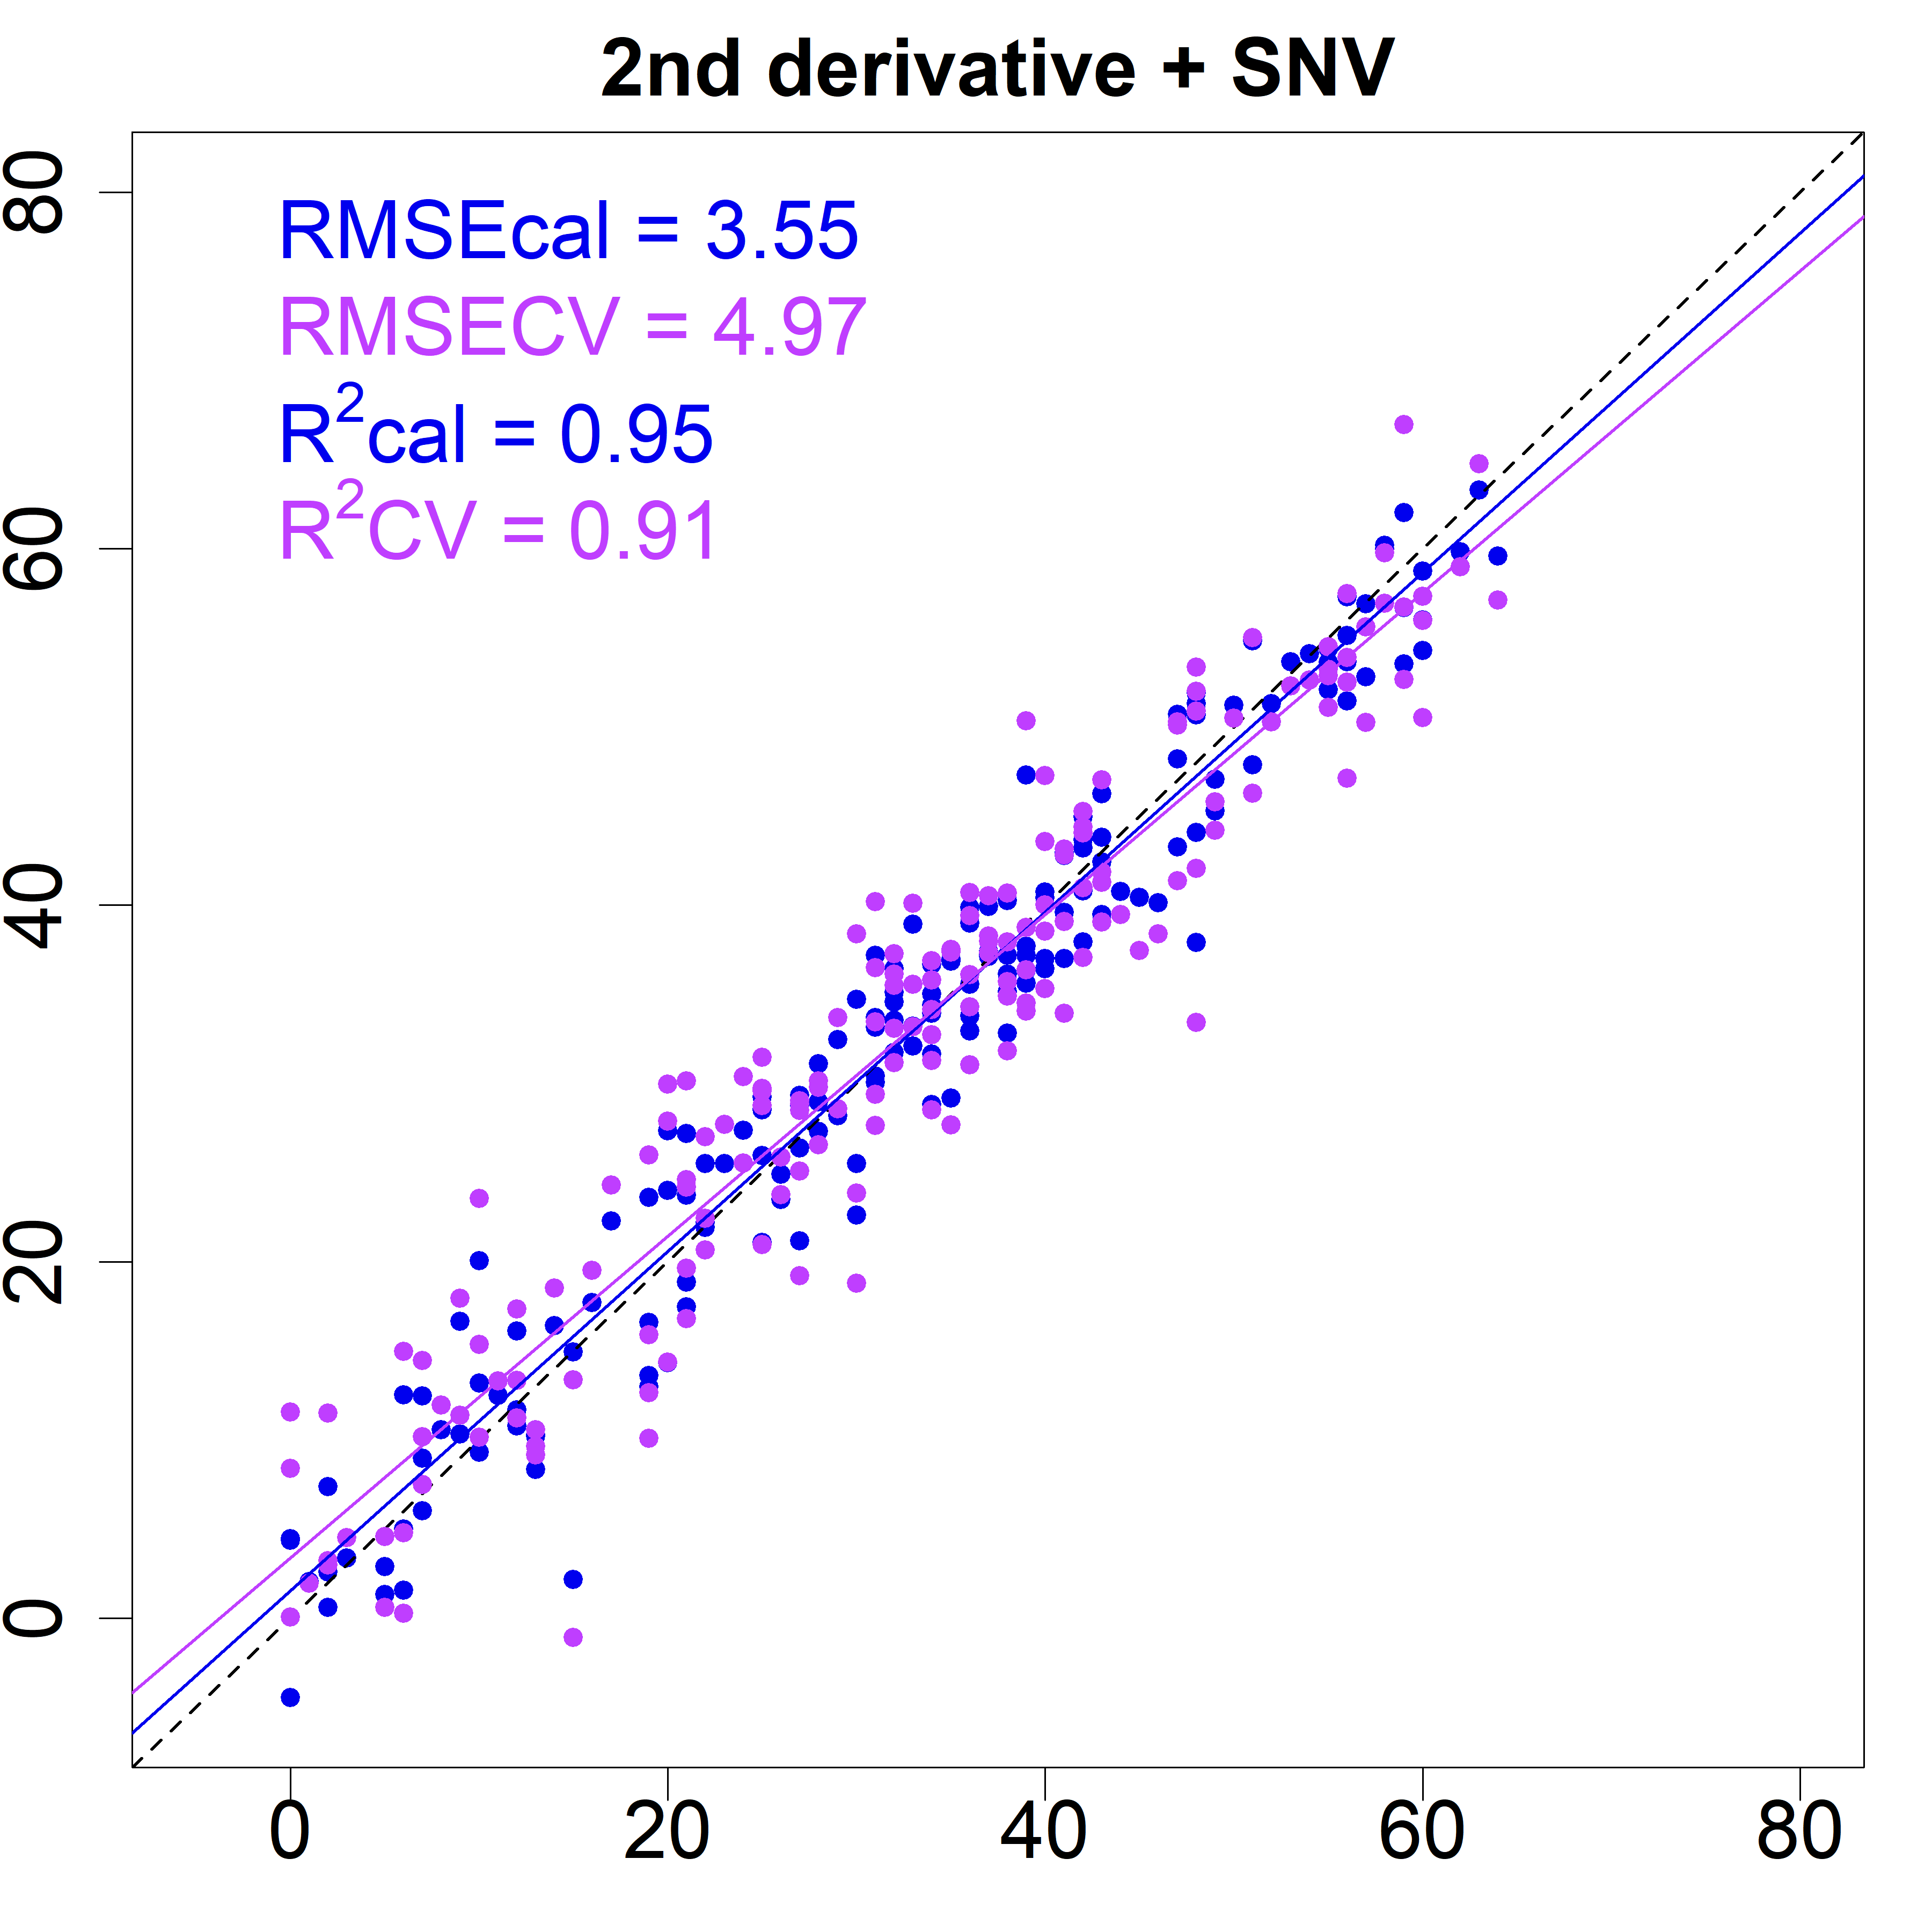 2nd derivative + SNV
80
60
40
20
0
RMSEcal = 3.55
RMSECV = 4.97
R²cal = 0.95
R²CV = 0.91
0 20 40 60 80